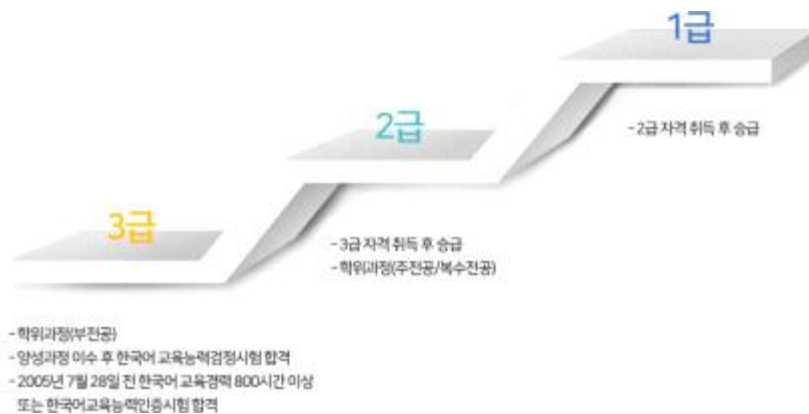 1급
- 2급 자격 취득 후 승급
2급
- 3급 자격 취득 후 승급
- 학위과정(주전공/복수전공)
3급
- 학위과정(부전공)
- 양성과정 이수 후 한국어 교육능력검정시험 합격
- 2005년 7월 28일 전 한국어 교육경력 800시간 이상
또는 한국어교육능력인증시험 합격